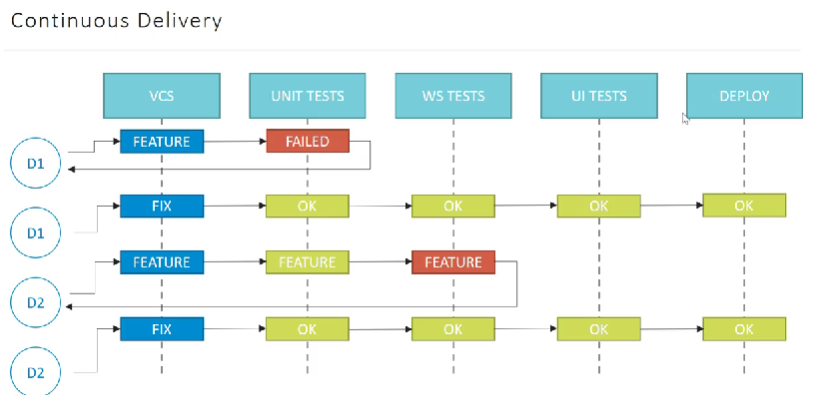 Continuous Delivery
VCS
UNIT TESTS
WS TESTS
UI TESTS
DEPLOY
D1
FEATURE
FAILED
D1
FIX
OK
OK
OK
OK
D2
FEATURE
FEATURE
FEATURE
D2
FIX
OK
OK
OK
OK